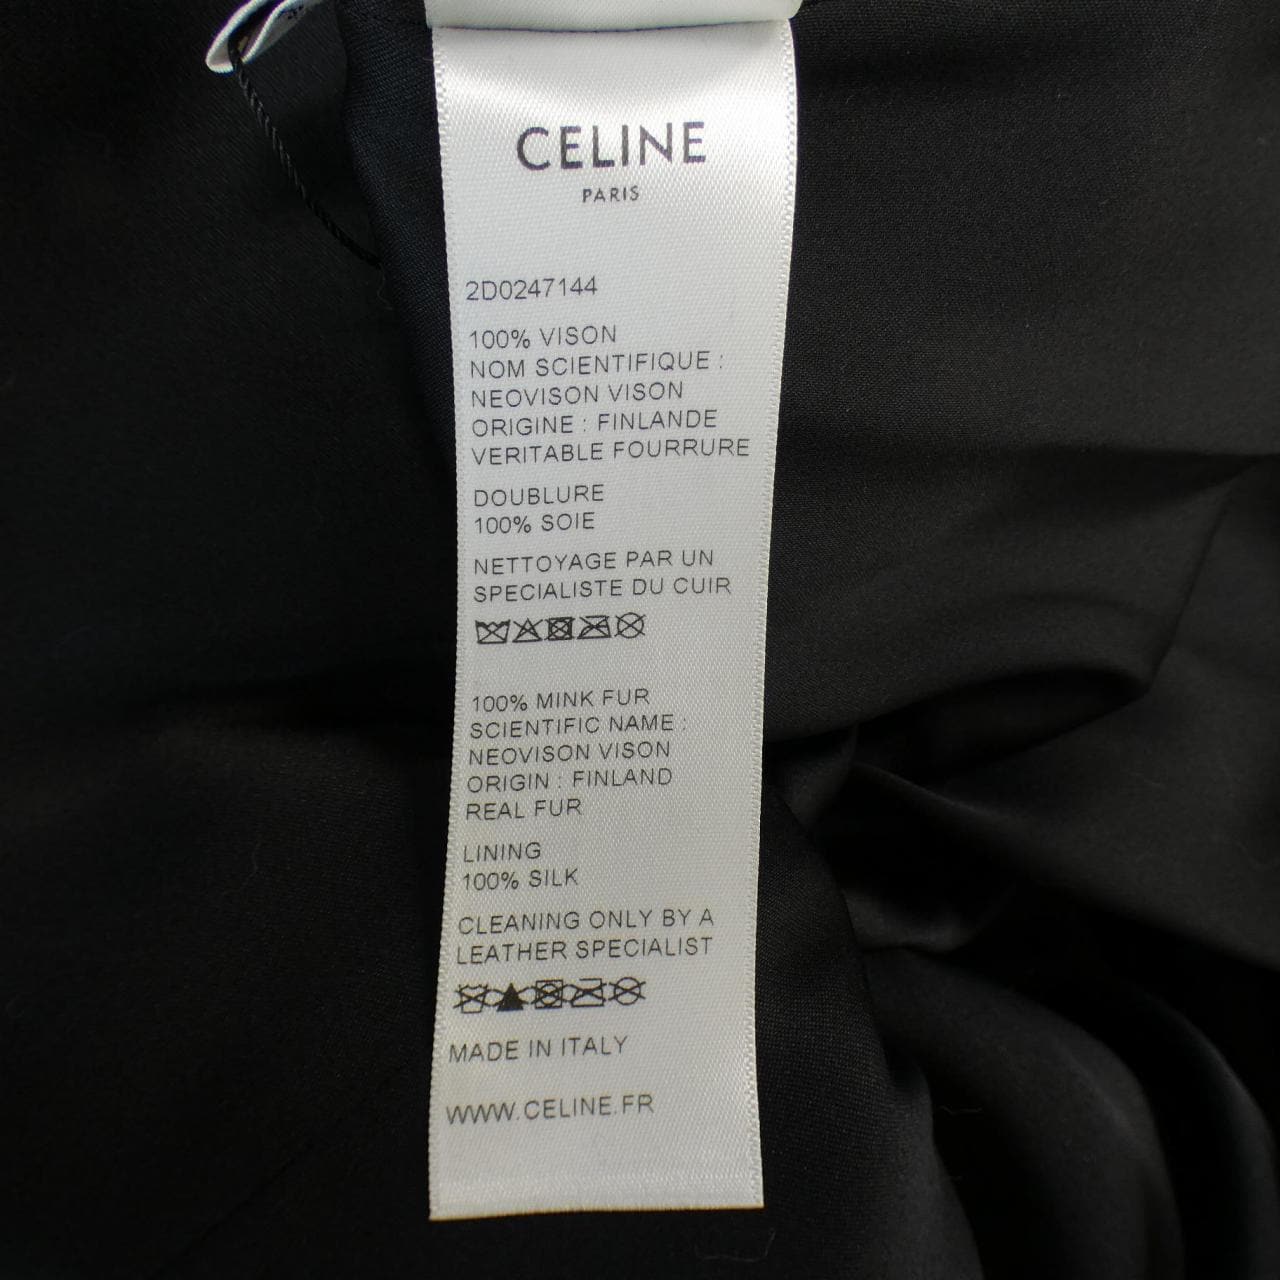 CELINE
PARIS
2D0247144
100% VISON
NOM SCIENTIFIQUE :
NEOVISON VISON
ORIGINE : FINLANDE
VERITABLE FOURRURE
DOUBLURE
100% SOIE
NETTOYAGE PAR UN
SPECIALISTE DU CUIR
100% MINK FUR
SCIENTIFIC NAME :
NEOVISON VISON
ORIGIN : FINLAND
REAL FUR
LINING
100% SILK
CLEANING ONLY BY A
LEATHER SPECIALIST
MADE IN ITALY
WWW.CELINE.FR